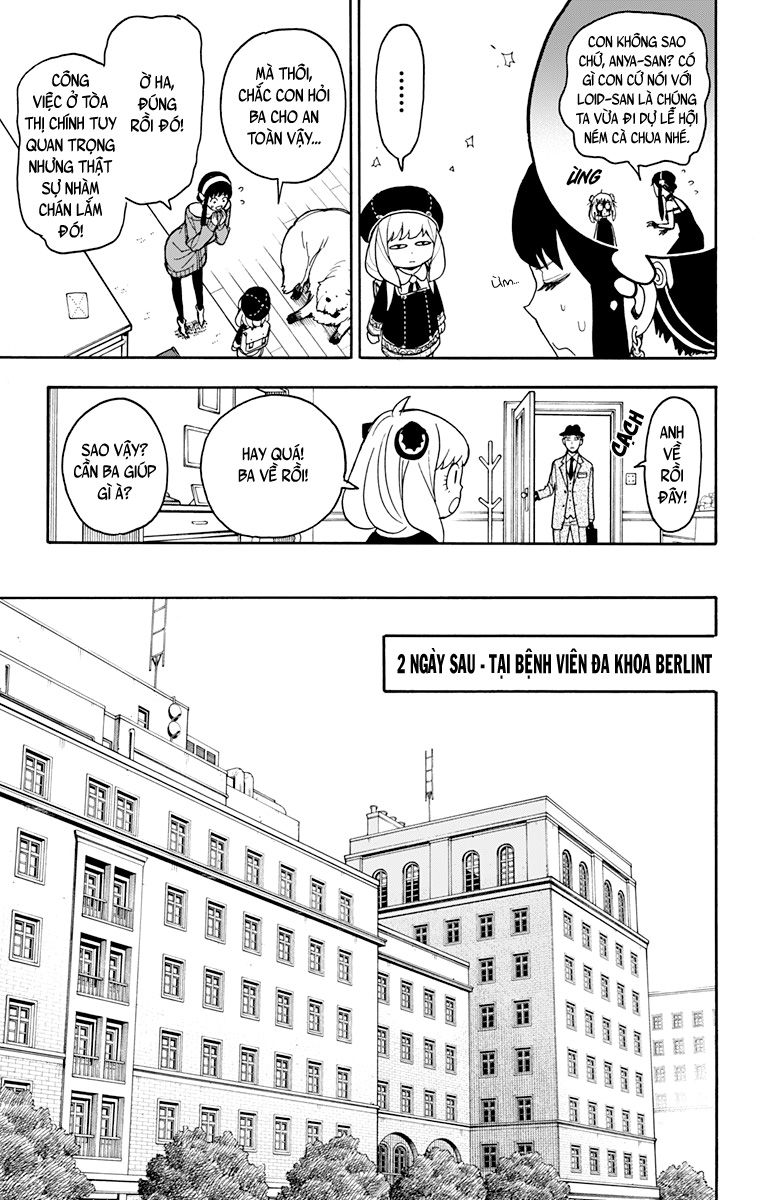 CON KHÔNG SAO
CHỨ, ANYA-SAN? CÓ
GÌ CON CỨ NÓI VỚI
LOID-SAN LÀ CHÚNG
TA VỪA ĐI DỰ LỄ HỘI
NÉM CÀ CHUA NHÉ.
ỪNG
ỪM...
MÀ THÔI,
CHẮC CON HỎI
BA CHO AN
TOÀN VẬY...
Ờ HA,
ĐÚNG
RỒI ĐÓ!
CÔNG
VIỆC Ở TÒA
THỊ CHÍNH TUY
QUAN TRỌNG
NHƯNG THẬT
SỰ NHÀM
CHÁN LẮM
ĐÓ!
ANH
VỀ
RỒI
ĐÂY!
CẠCH
HAY QUÁ!
BA VỀ RỒI!
SAO VẬY?
CẦN BA GIÚP
GÌ À?
2 NGÀY SAU - TẠI BỆNH VIÊN ĐA KHOA BERLINT